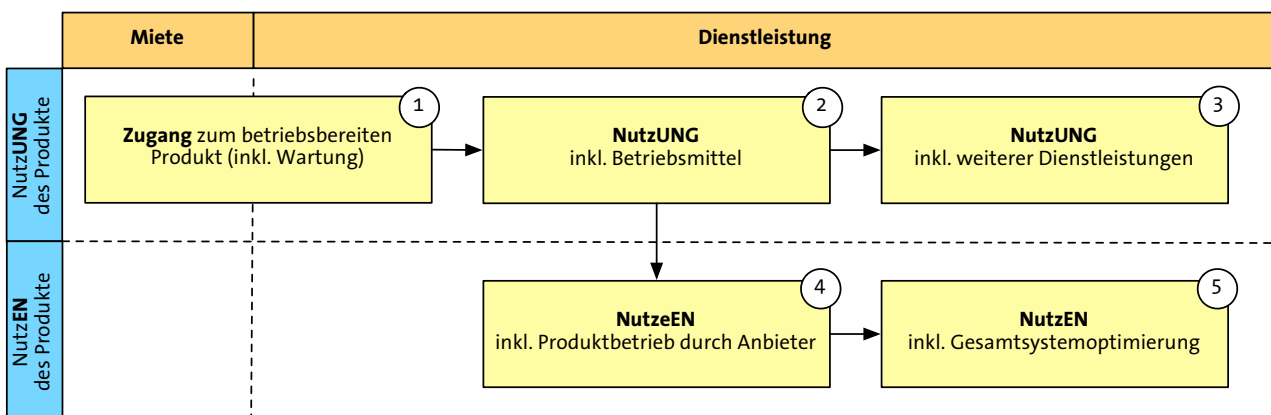 Miete
Dienstleistung
NutzUNG
des Produkte
1
Zugang zum betriebsbereiten
Produkt (inkl. Wartung)
2
NutzUNG
inkl. Betriebsmittel
3
NutzUNG
inkl. weiterer Dienstleistungen
NutzEN
des Produkte
4
NutzeEN
inkl. Produktbetrieb durch Anbieter
5
NutzEN
inkl. Gesamtsystemoptimierung